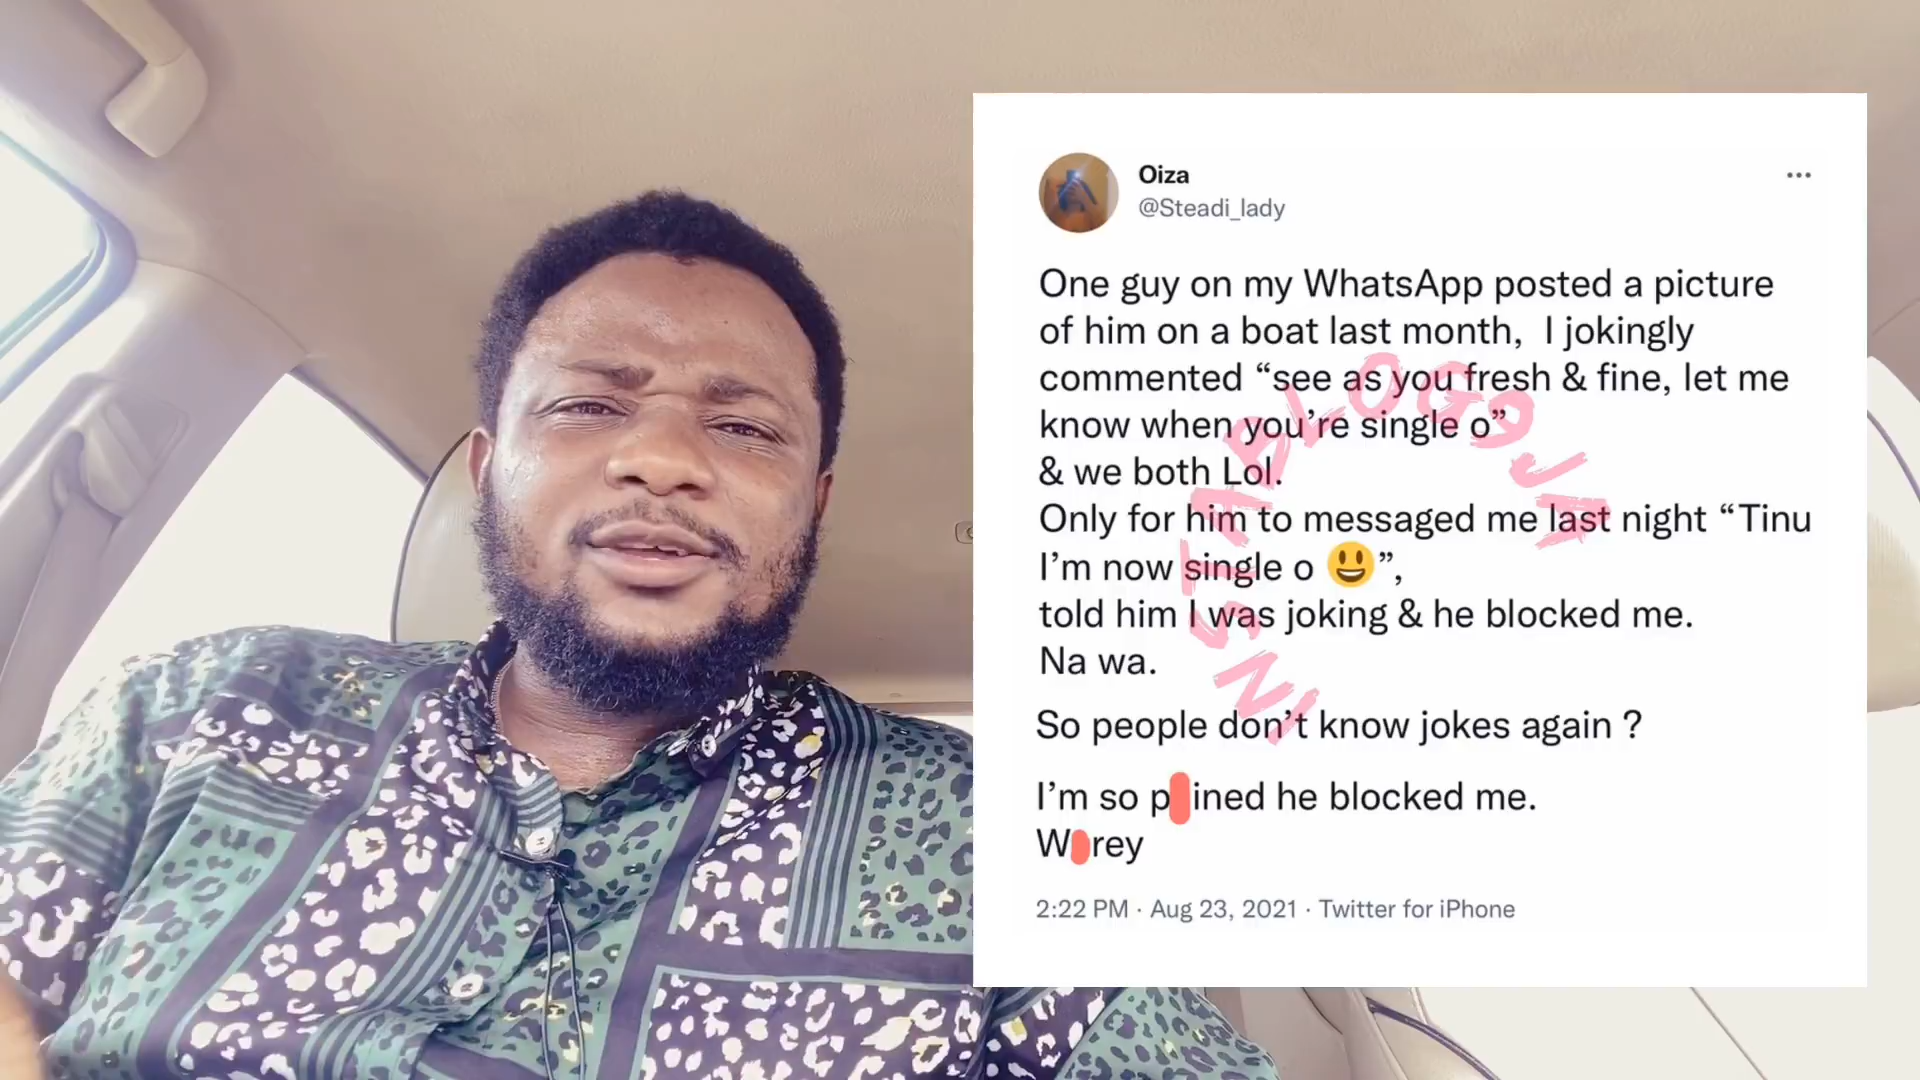 Oiza
@Steadi_lady
One guy on my WhatsApp posted a picture
of him on a boat last month, I jokingly
commented “see as you fresh & fine, let me
know when you’re single o”
& we both Lol.
Only for him to messaged me last night “Tinu
I’m now single o 😃”,
told him I was joking & he blocked me.
Na wa.
So people don’t know jokes again ?
I’m so p ined he blocked me.
W rey
2:22 PM · Aug 23, 2021 · Twitter for iPhone
INSTABLOG9JA